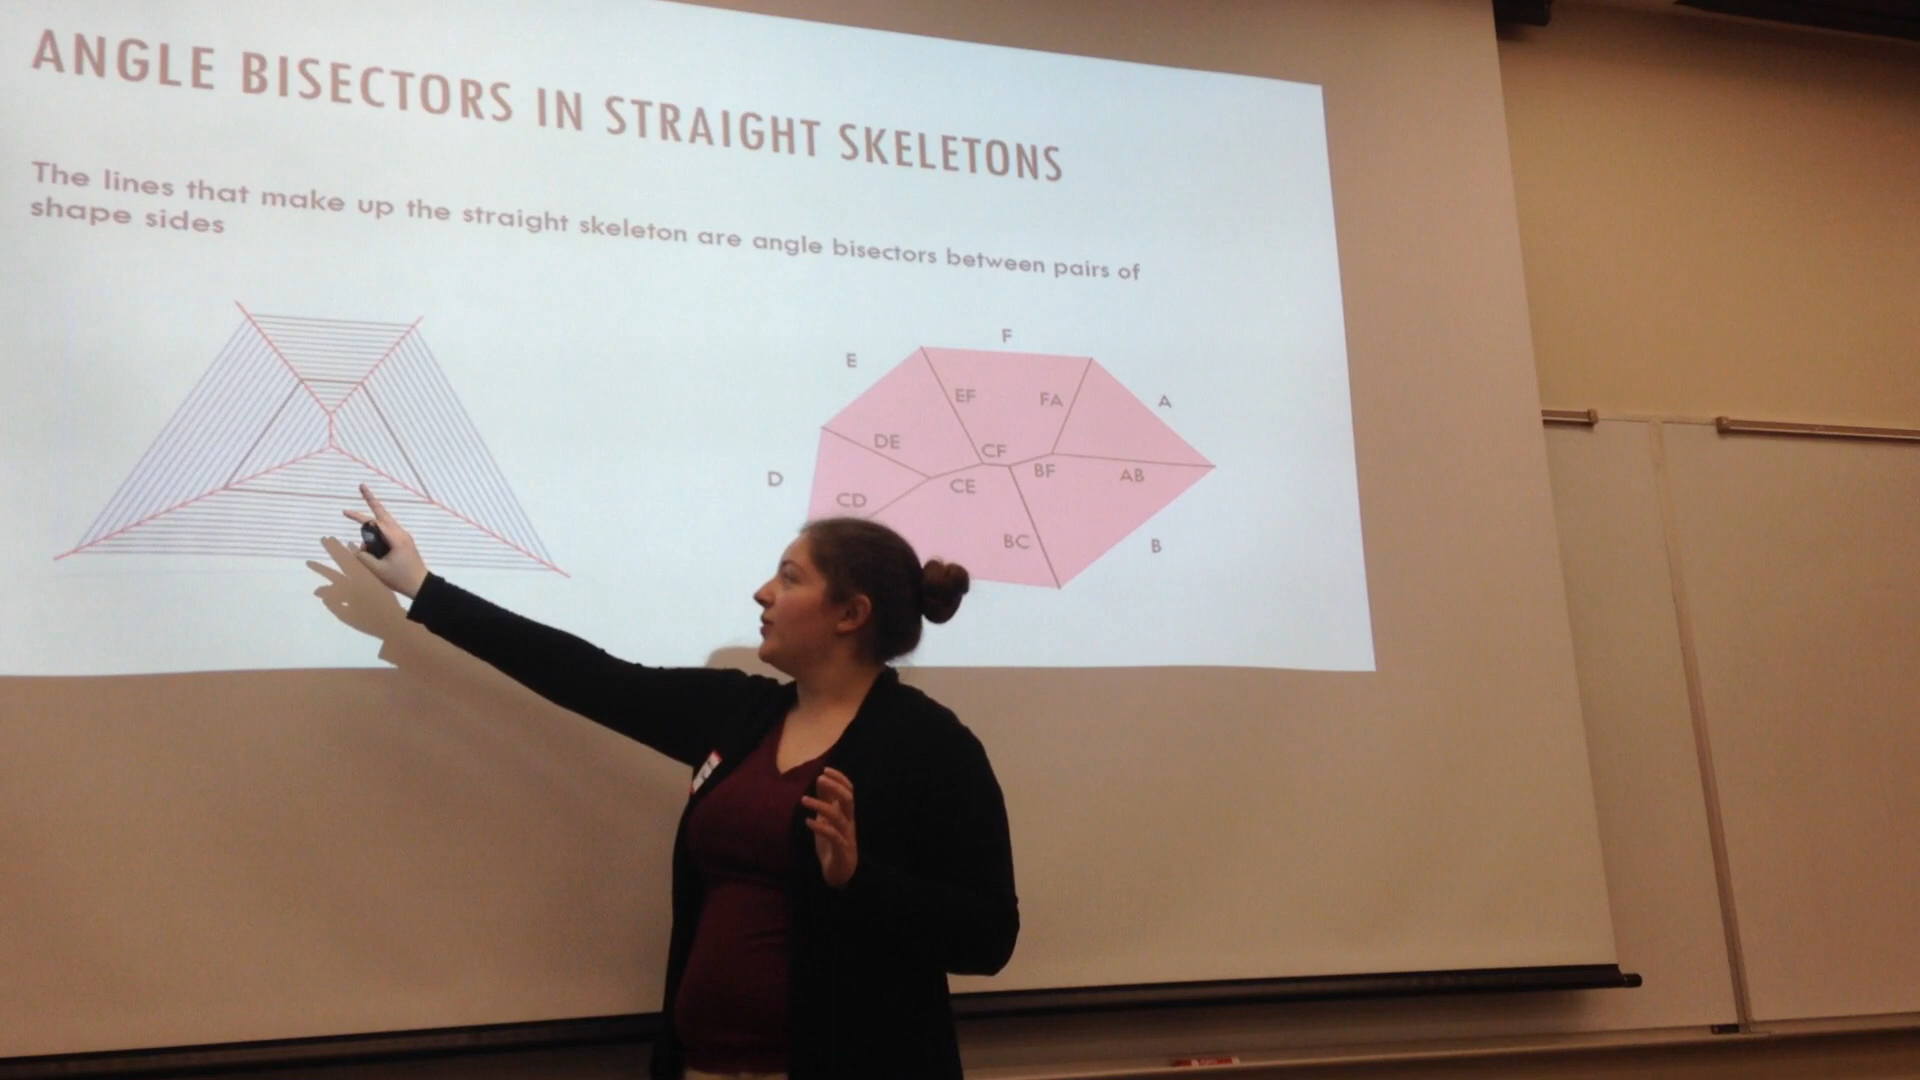 ANGLE BISECTORS IN STRAIGHT SKELETONS
The lines that make up the straight skeleton are angle bisectors between pairs of
shape sides
F
E
EF
FA
A
DE
CF
BF
AB
D
CE
CD
BC
B